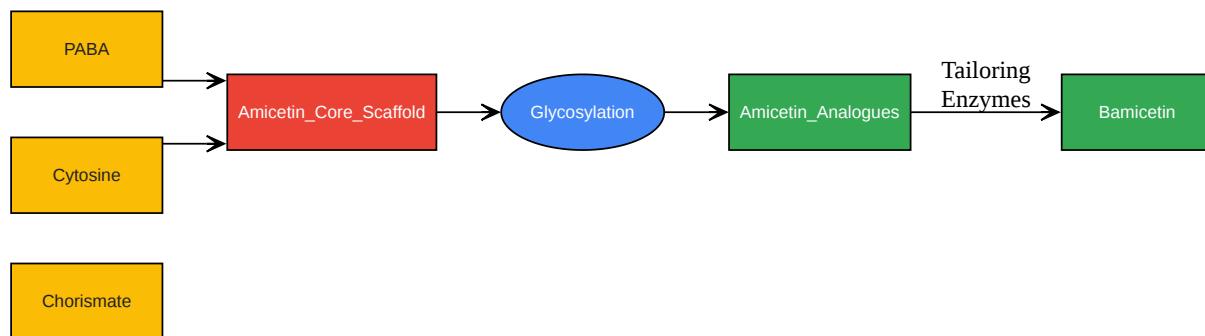 PABA
Cytosine
Chorismate
Amicetin_Core_Scaffold
Glycosylation
Amicetin_Analogues
Tailoring
Enzymes
Bamicetin